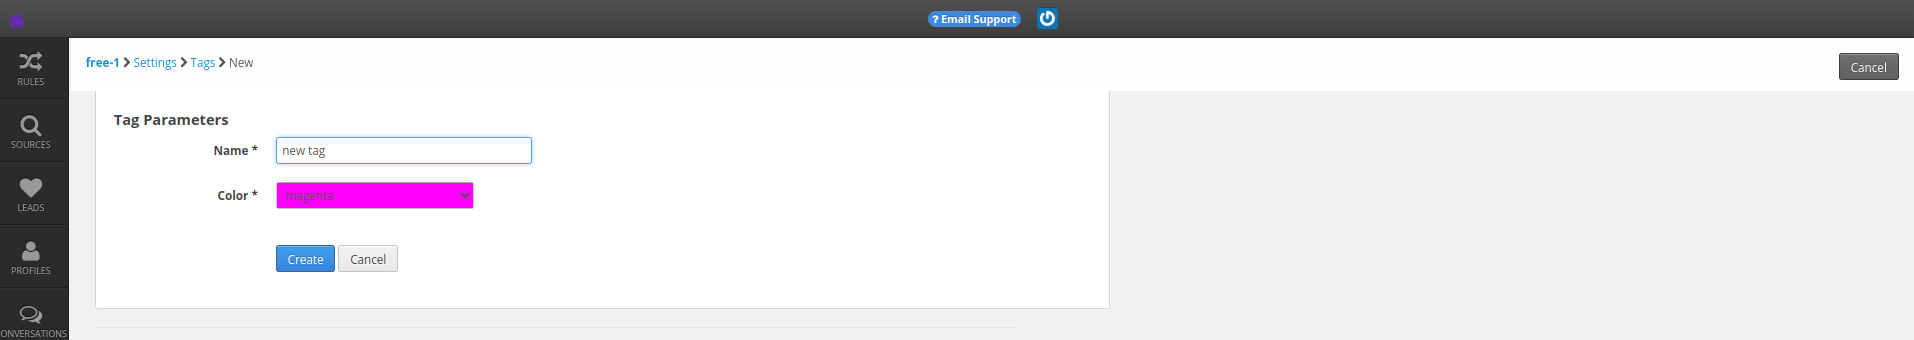 ? Email Support
free-1 > Settings > Tags > New
Cancel
RULES
SOURCES
LEADS
PROFILES
ONVERSATIONS
Tag Parameters
Name * new tag
Color * magenta
Create Cancel